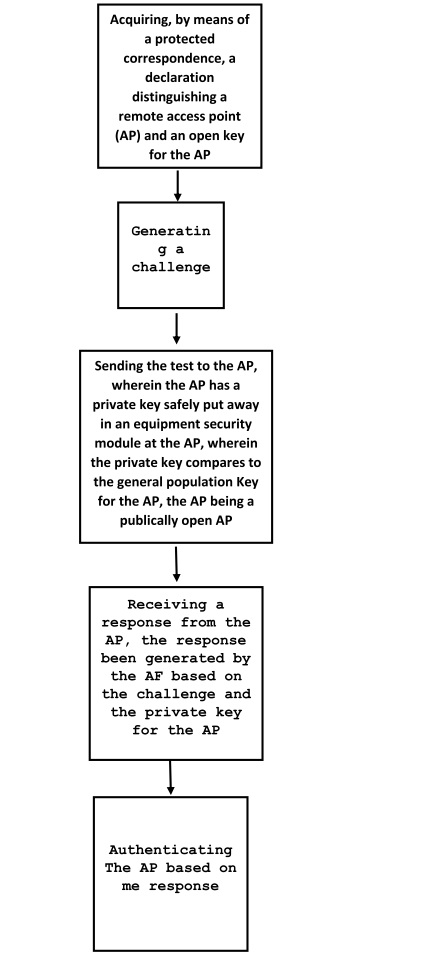 Acquiring, by means of
a protected
correspondence, a
declaration
distinguishing a
remote access point
(AP) and an open key
for the AP
Generatin
g a
challenge
Sending the test to the AP,
wherein the AP has a
private key safely put away
in an equipment security
module at the AP, wherein
the private key compares to
the general population Key
for the AP, the AP being a
publically open AP
Receiving a
response from the
AP, the response
been generated by
the AF based on
the challenge and
the private key
for the AP
Authenticating
The AP based on
me response